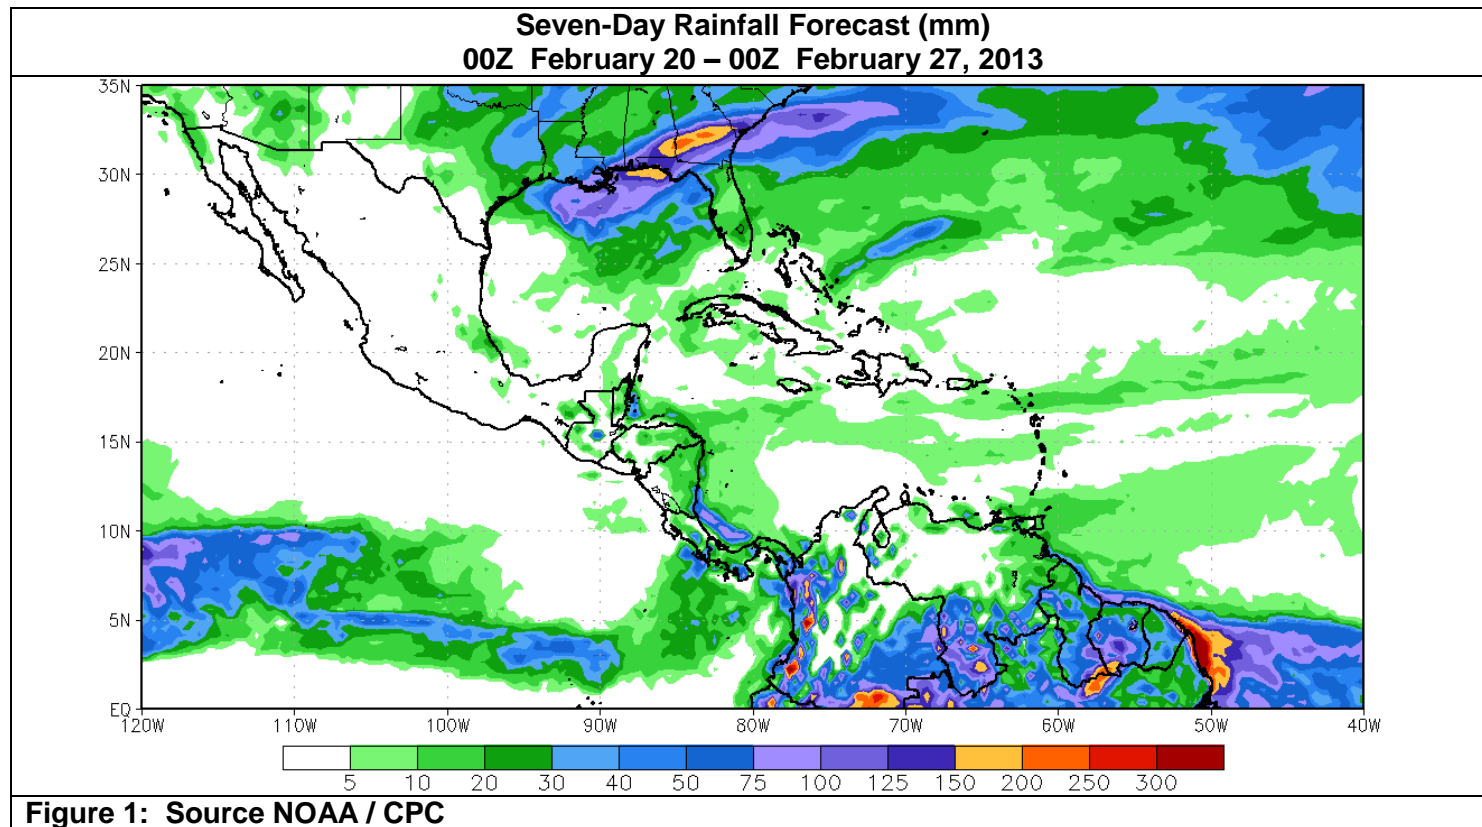 Seven-Day Rainfall Forecast (mm)
00Z February 20 – 00Z February 27, 2013
35N
30N
25N
20N
15N
10N
5N
EQ
120W 110W 100W 90W 80W 70W 60W 50W 40W
5 10 20 30 40 50 75 100 125 150 200 250 300
Figure 1: Source NOAA / CPC